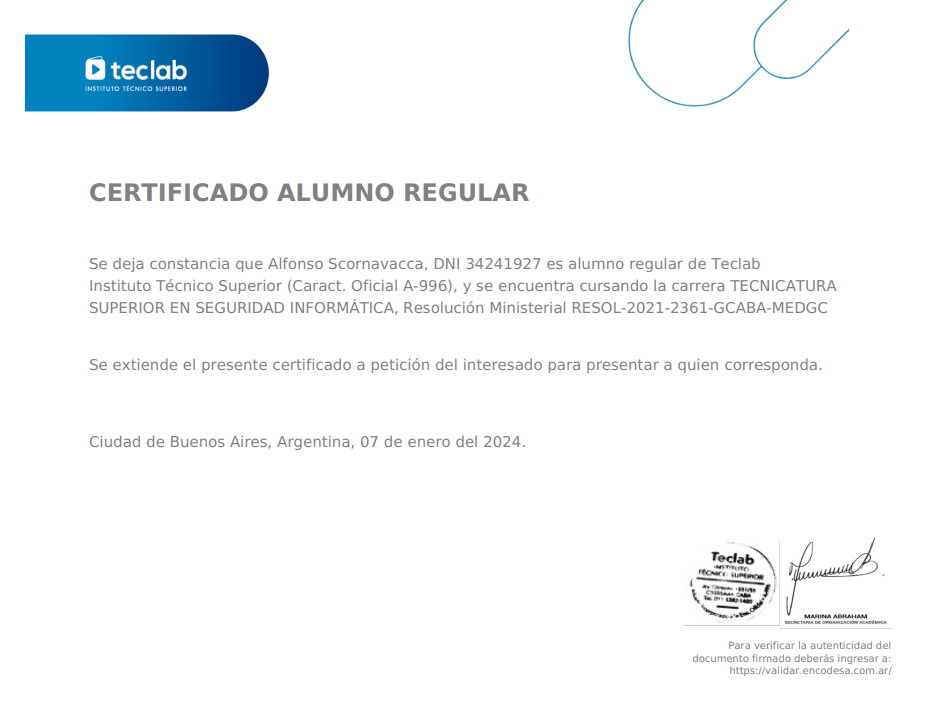 teclab
INSTITUTO TÉCNICO SUPERIOR
CERTIFICADO ALUMNO REGULAR
Se deja constancia que Alfonso Scornavacca, DNI 34241927 es alumno regular de Teclab
Instituto Técnico Superior (Caract. Oficial A-996), y se encuentra cursando la carrera TECNICATURA
SUPERIOR EN SEGURIDAD INFORMÁTICA, Resolución Ministerial RESOL-2021-2361-GCABA-MEDGC
Se extiende el presente certificado a petición del interesado para presentar a quien corresponda.
Ciudad de Buenos Aires, Argentina, 07 de enero del 2024.
Teclab
INSTITUTO
TÉCNICO SUPERIOR
MARINA ABRAHAM
SECRETARIA DE ORGANIZACIÓN ACADÉMICA
Para verificar la autenticidad del
documento firmado deberás ingresar a:
https://validar.encodesa.com.ar/